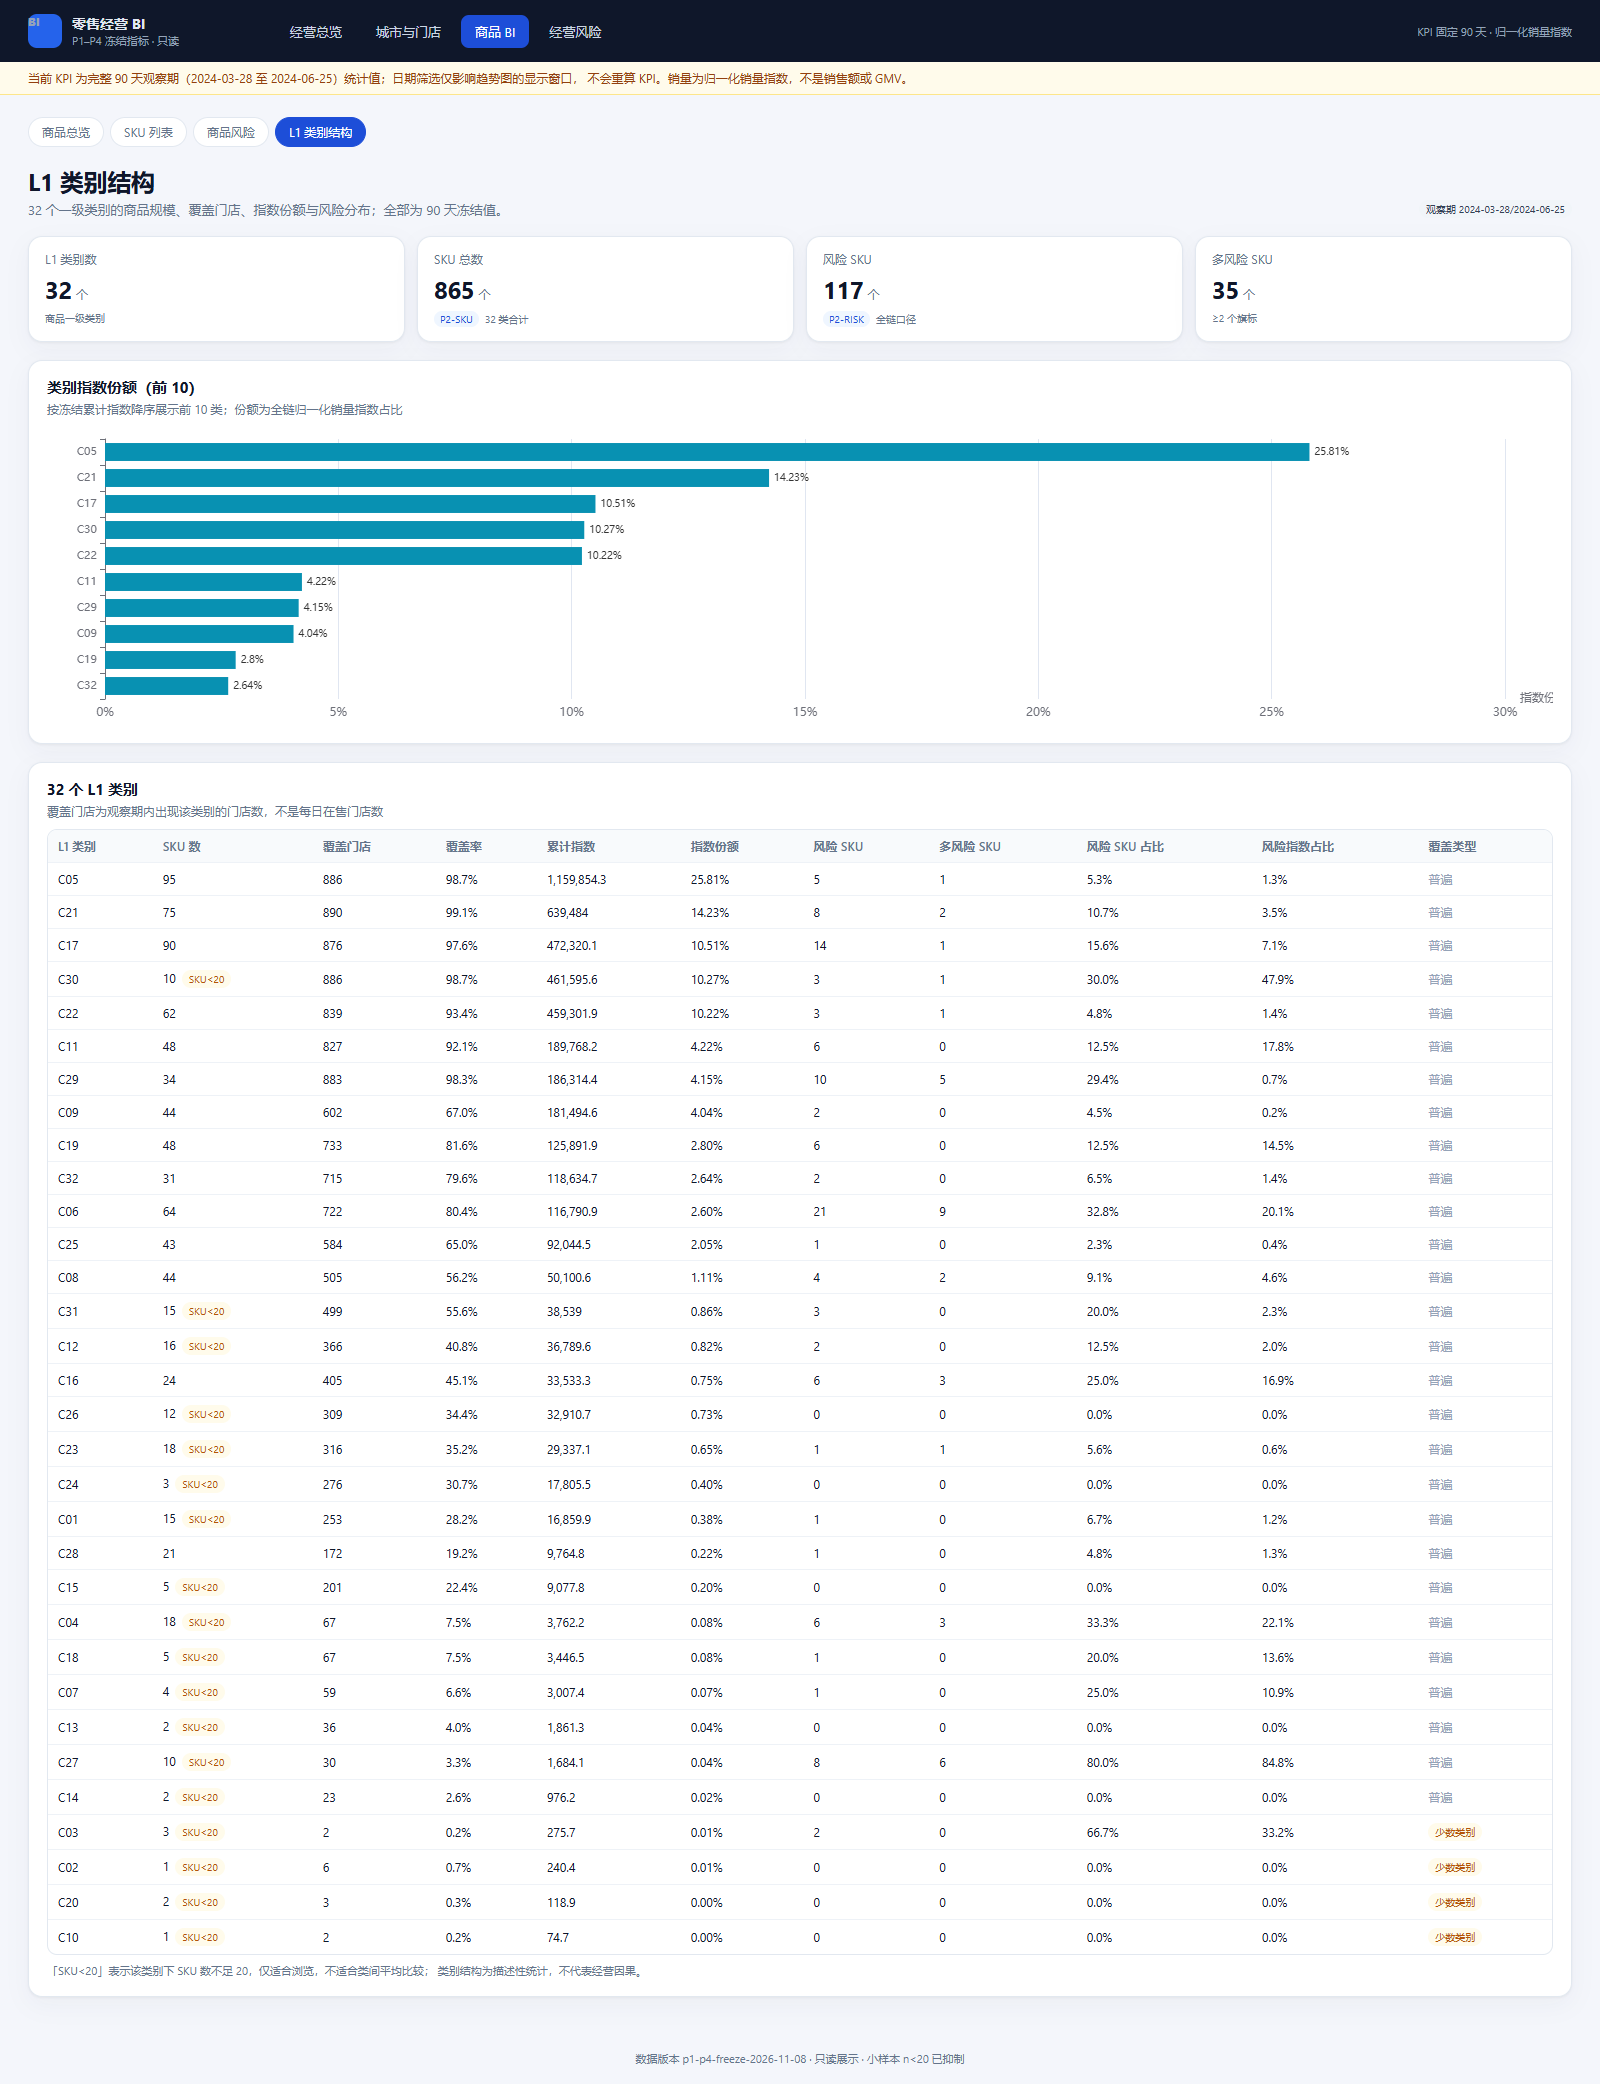 BI
零售经营 BI
P1–P4 冻结指标 · 只读
经营总览 城市与门店 商品 BI 经营风险
KPI 固定 90 天 · 归一化销量指数
当前 KPI 为完整 90 天观察期（2024-03-28 至 2024-06-25）统计值；日期筛选仅影响趋势图的显示窗口， 不会重算 KPI。销量为归一化销量指数，不是销售额或 GMV。
商品总览 SKU 列表 商品风险 L1 类别结构
L1 类别结构
32 个一级类别的商品规模、覆盖门店、指数份额与风险分布；全部为 90 天冻结值。
观察期 2024-03-28/2024-06-25
L1 类别数
32 个
商品一级类别
SKU 总数
865 个
P2-SKU 32 类合计
风险 SKU
117 个
P2-RISK 全链口径
多风险 SKU
35 个
≥2 个旗标
类别指数份额（前 10）
按冻结累计指数降序展示前 10 类；份额为全链归一化销量指数占比
C05 25.81%
C21 14.23%
C17 10.51%
C30 10.27%
C22 10.22%
C11 4.22%
C29 4.15%
C09 4.04%
C19 2.8%
C32 2.64%
指数份
0% 5% 10% 15% 20% 25% 30%
32 个 L1 类别
覆盖门店为观察期内出现该类别的门店数，不是每日在售门店数
L1 类别 SKU 数 覆盖门店 覆盖率 累计指数 指数份额 风险 SKU 多风险 SKU 风险 SKU 占比 风险指数占比 覆盖类型
C05 95 886 98.7% 1,159,854.3 25.81% 5 1 5.3% 1.3% 普遍
C21 75 890 99.1% 639,484 14.23% 8 2 10.7% 3.5% 普遍
C17 90 876 97.6% 472,320.1 10.51% 14 1 15.6% 7.1% 普遍
C30 10 SKU<20 886 98.7% 461,595.6 10.27% 3 1 30.0% 47.9% 普遍
C22 62 839 93.4% 459,301.9 10.22% 3 1 4.8% 1.4% 普遍
C11 48 827 92.1% 189,768.2 4.22% 6 0 12.5% 17.8% 普遍
C29 34 883 98.3% 186,314.4 4.15% 10 5 29.4% 0.7% 普遍
C09 44 602 67.0% 181,494.6 4.04% 2 0 4.5% 0.2% 普遍
C19 48 733 81.6% 125,891.9 2.80% 6 0 12.5% 14.5% 普遍
C32 31 715 79.6% 118,634.7 2.64% 2 0 6.5% 1.4% 普遍
C06 64 722 80.4% 116,790.9 2.60% 21 9 32.8% 20.1% 普遍
C25 43 584 65.0% 92,044.5 2.05% 1 0 2.3% 0.4% 普遍
C08 44 505 56.2% 50,100.6 1.11% 4 2 9.1% 4.6% 普遍
C31 15 SKU<20 499 55.6% 38,539 0.86% 3 0 20.0% 2.3% 普遍
C12 16 SKU<20 366 40.8% 36,789.6 0.82% 2 0 12.5% 2.0% 普遍
C16 24 405 45.1% 33,533.3 0.75% 6 3 25.0% 16.9% 普遍
C26 12 SKU<20 309 34.4% 32,910.7 0.73% 0 0 0.0% 0.0% 普遍
C23 18 SKU<20 316 35.2% 29,337.1 0.65% 1 1 5.6% 0.6% 普遍
C24 3 SKU<20 276 30.7% 17,805.5 0.40% 0 0 0.0% 0.0% 普遍
C01 15 SKU<20 253 28.2% 16,859.9 0.38% 1 0 6.7% 1.2% 普遍
C28 21 172 19.2% 9,764.8 0.22% 1 0 4.8% 1.3% 普遍
C15 5 SKU<20 201 22.4% 9,077.8 0.20% 0 0 0.0% 0.0% 普遍
C04 18 SKU<20 67 7.5% 3,762.2 0.08% 6 3 33.3% 22.1% 普遍
C18 5 SKU<20 67 7.5% 3,446.5 0.08% 1 0 20.0% 13.6% 普遍
C07 4 SKU<20 59 6.6% 3,007.4 0.07% 1 0 25.0% 10.9% 普遍
C13 2 SKU<20 36 4.0% 1,861.3 0.04% 0 0 0.0% 0.0% 普遍
C27 10 SKU<20 30 3.3% 1,684.1 0.04% 8 6 80.0% 84.8% 普遍
C14 2 SKU<20 23 2.6% 976.2 0.02% 0 0 0.0% 0.0% 普遍
C03 3 SKU<20 2 0.2% 275.7 0.01% 2 0 66.7% 33.2% 少数类别
C02 1 SKU<20 6 0.7% 240.4 0.01% 0 0 0.0% 0.0% 少数类别
C20 2 SKU<20 3 0.3% 118.9 0.00% 0 0 0.0% 0.0% 少数类别
C10 1 SKU<20 2 0.2% 74.7 0.00% 0 0 0.0% 0.0% 少数类别
「SKU<20」表示该类别下 SKU 数不足 20，仅适合浏览，不适合类间平均比较； 类别结构为描述性统计，不代表经营因果。
数据版本 p1-p4-freeze-2026-11-08 · 只读展示 · 小样本 n<20 已抑制